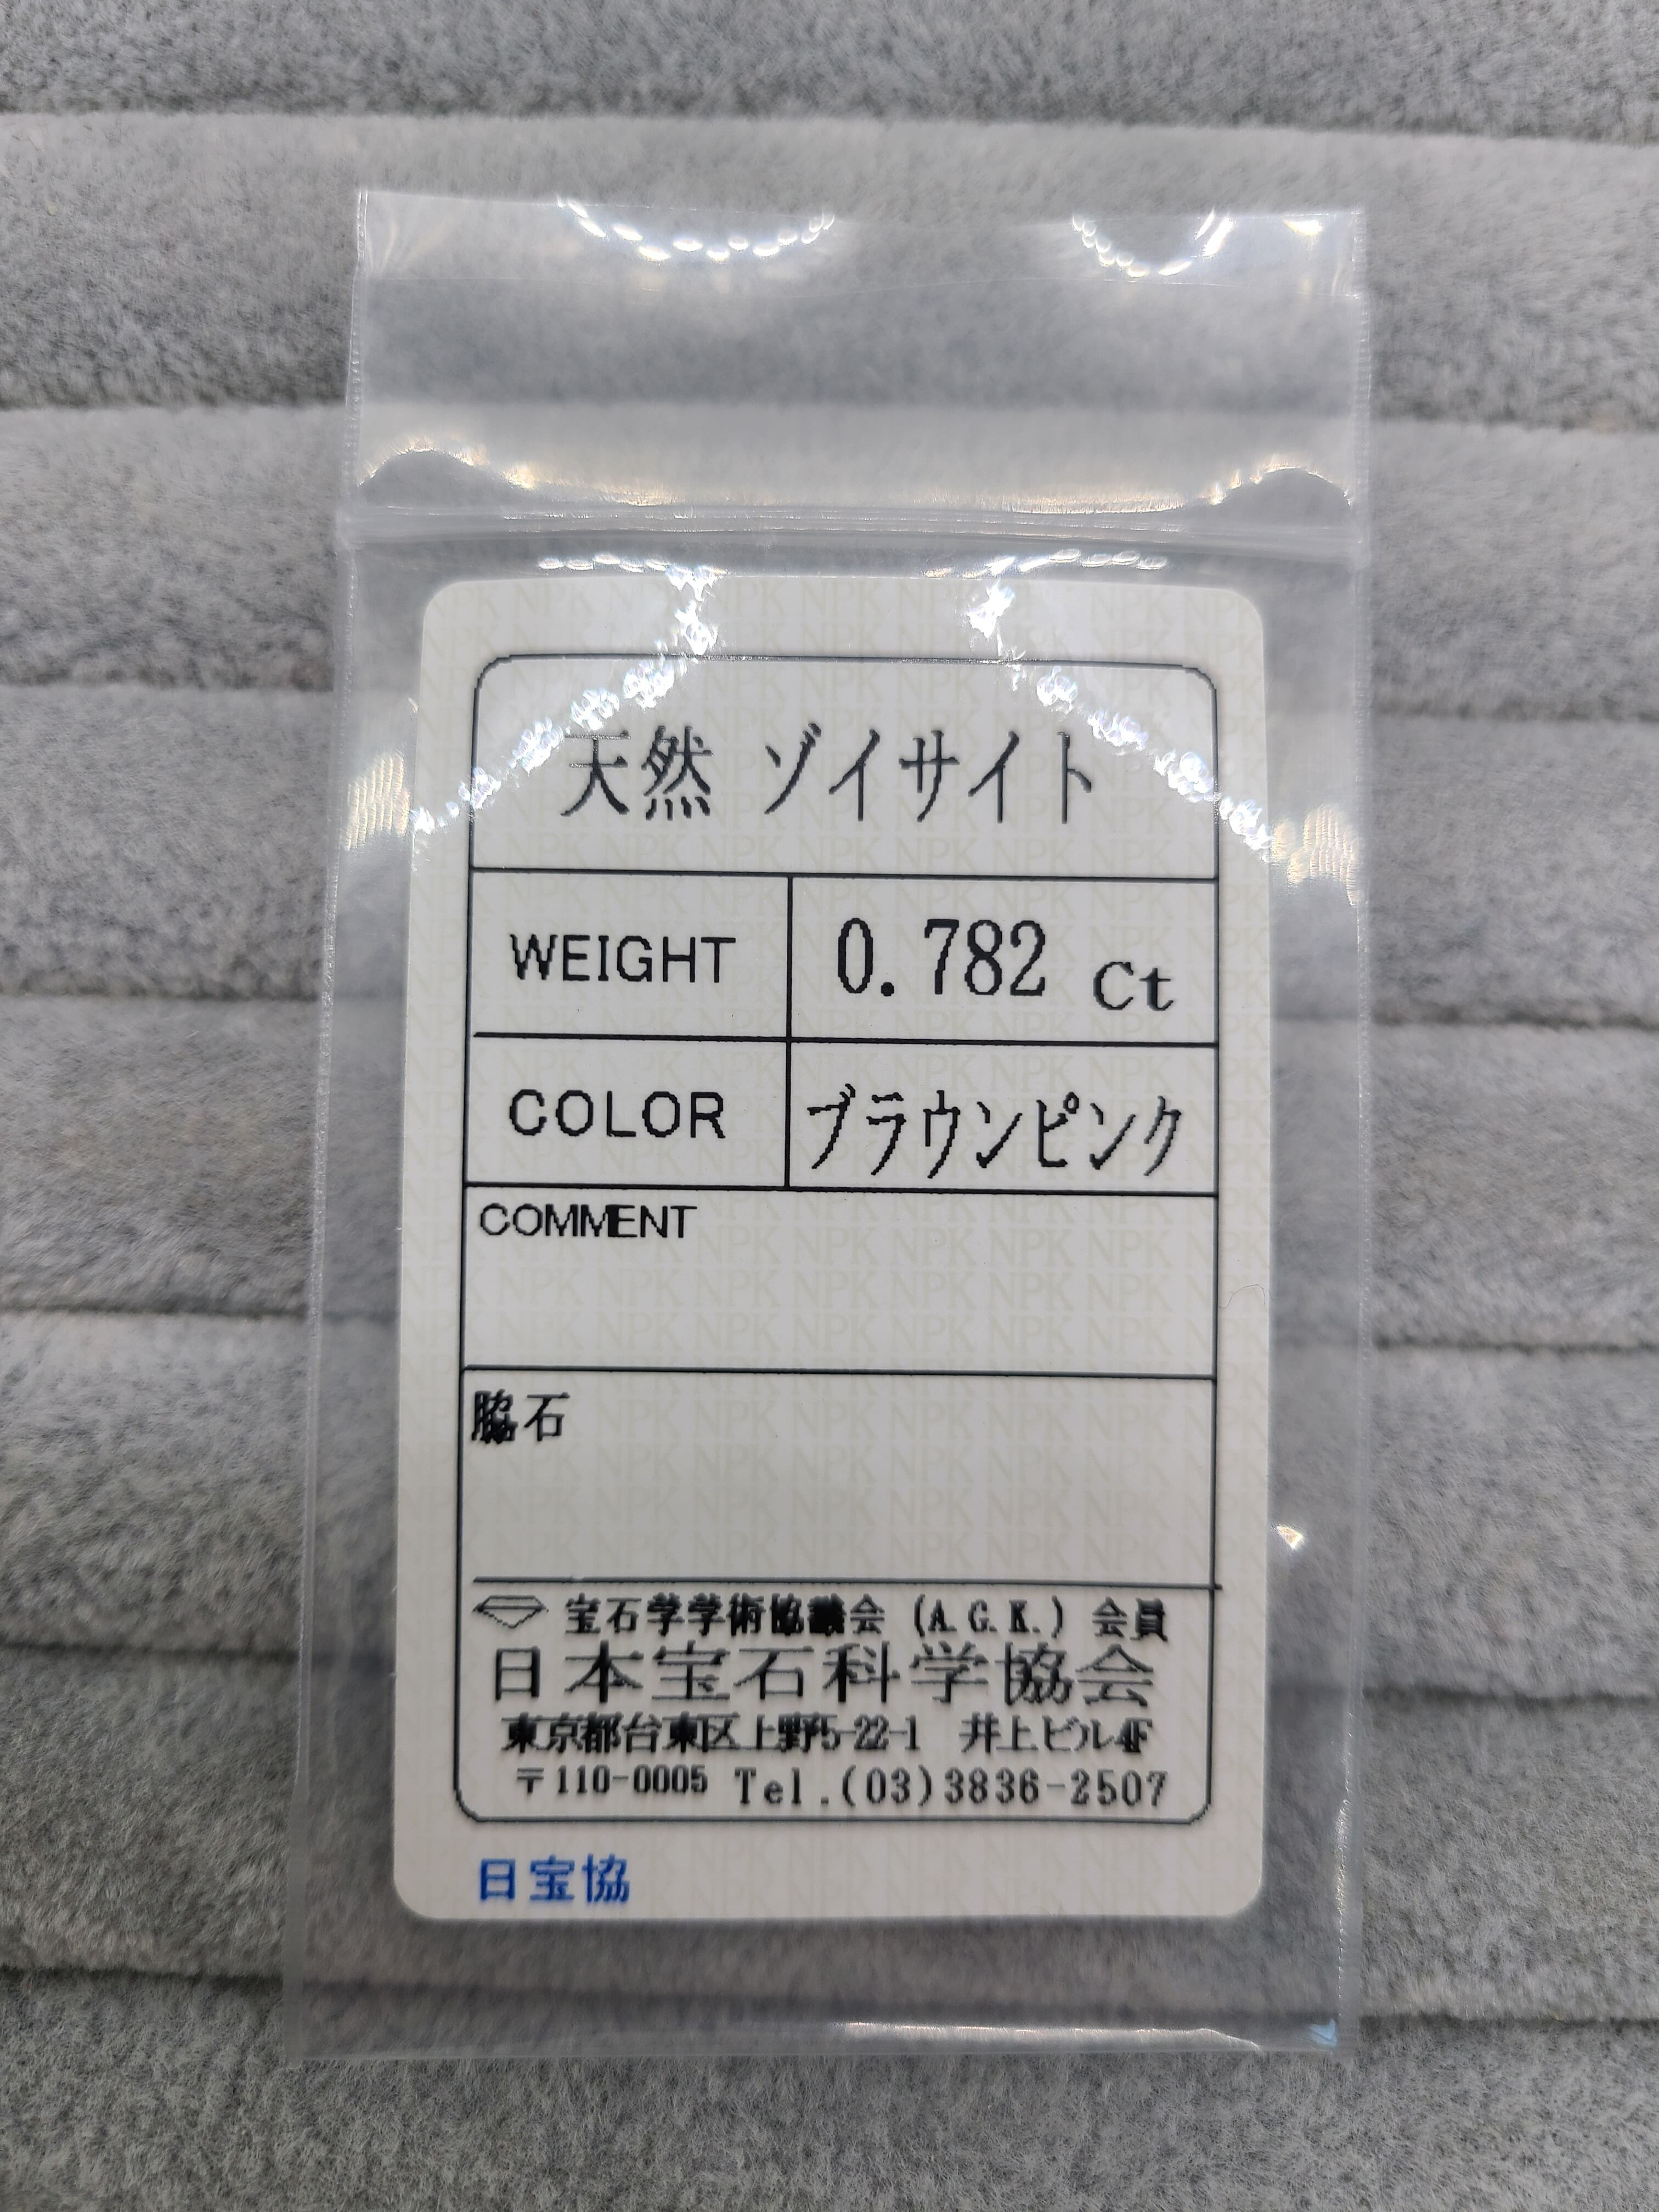 天然 ゾイサイト
WEIGHT 0.782 Ct
COLOR ブラウンピンク
COMMENT
脇石
宝石学学術協議会 (A.G.K.) 会員
日本宝石科学協会
東京都台東区上野5-22-1 井上ビル4F
〒110-0005 Tel.(03)3836-2507
日宝協